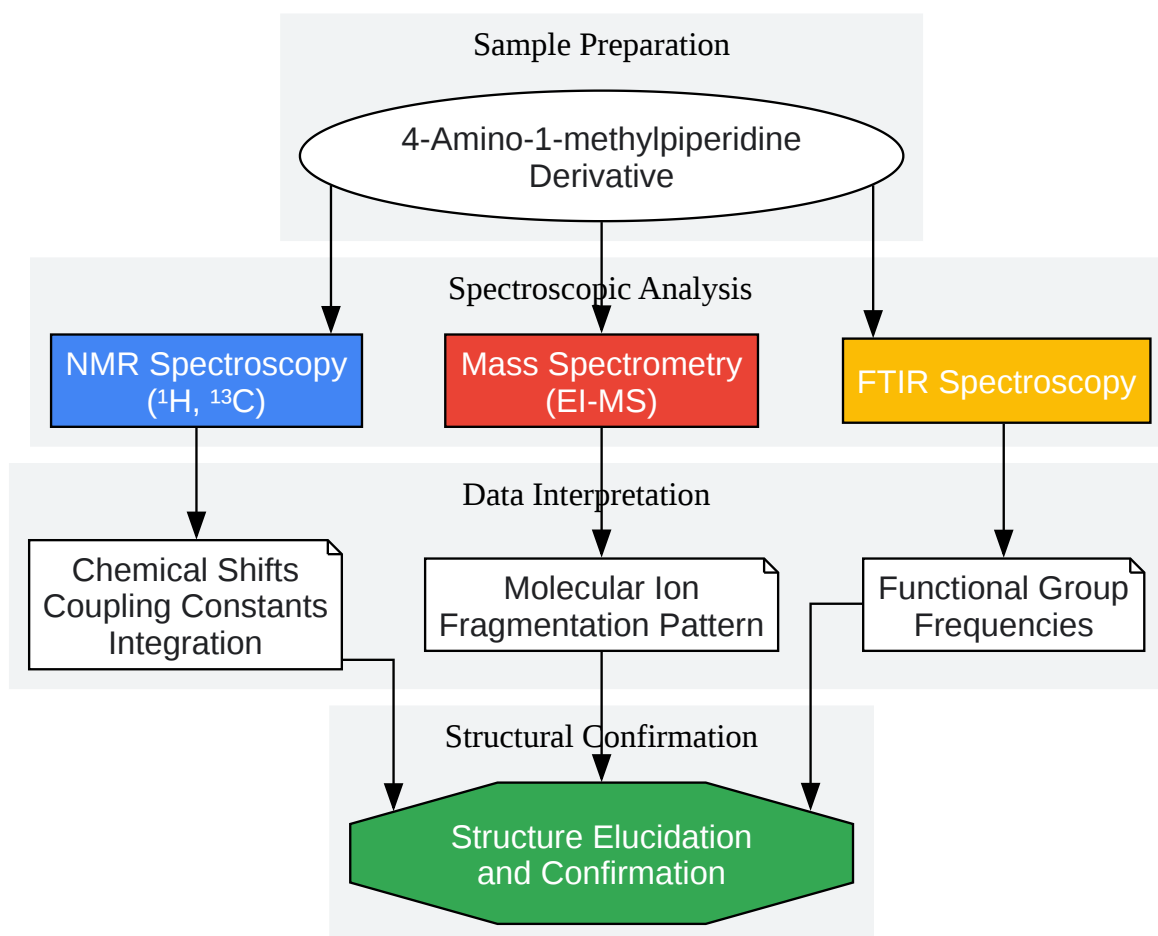 Sample Preparation
4-Amino-1-methylpiperidine
Derivative
Spectroscopic Analysis
NMR Spectroscopy
(¹H, ¹³C)
Mass Spectrometry
(EI-MS)
FTIR Spectroscopy
Data Interpretation
Chemical Shifts
Coupling Constants
Integration
Molecular Ion
Fragmentation Pattern
Functional Group
Frequencies
Structural Confirmation
Structure Elucidation
and Confirmation